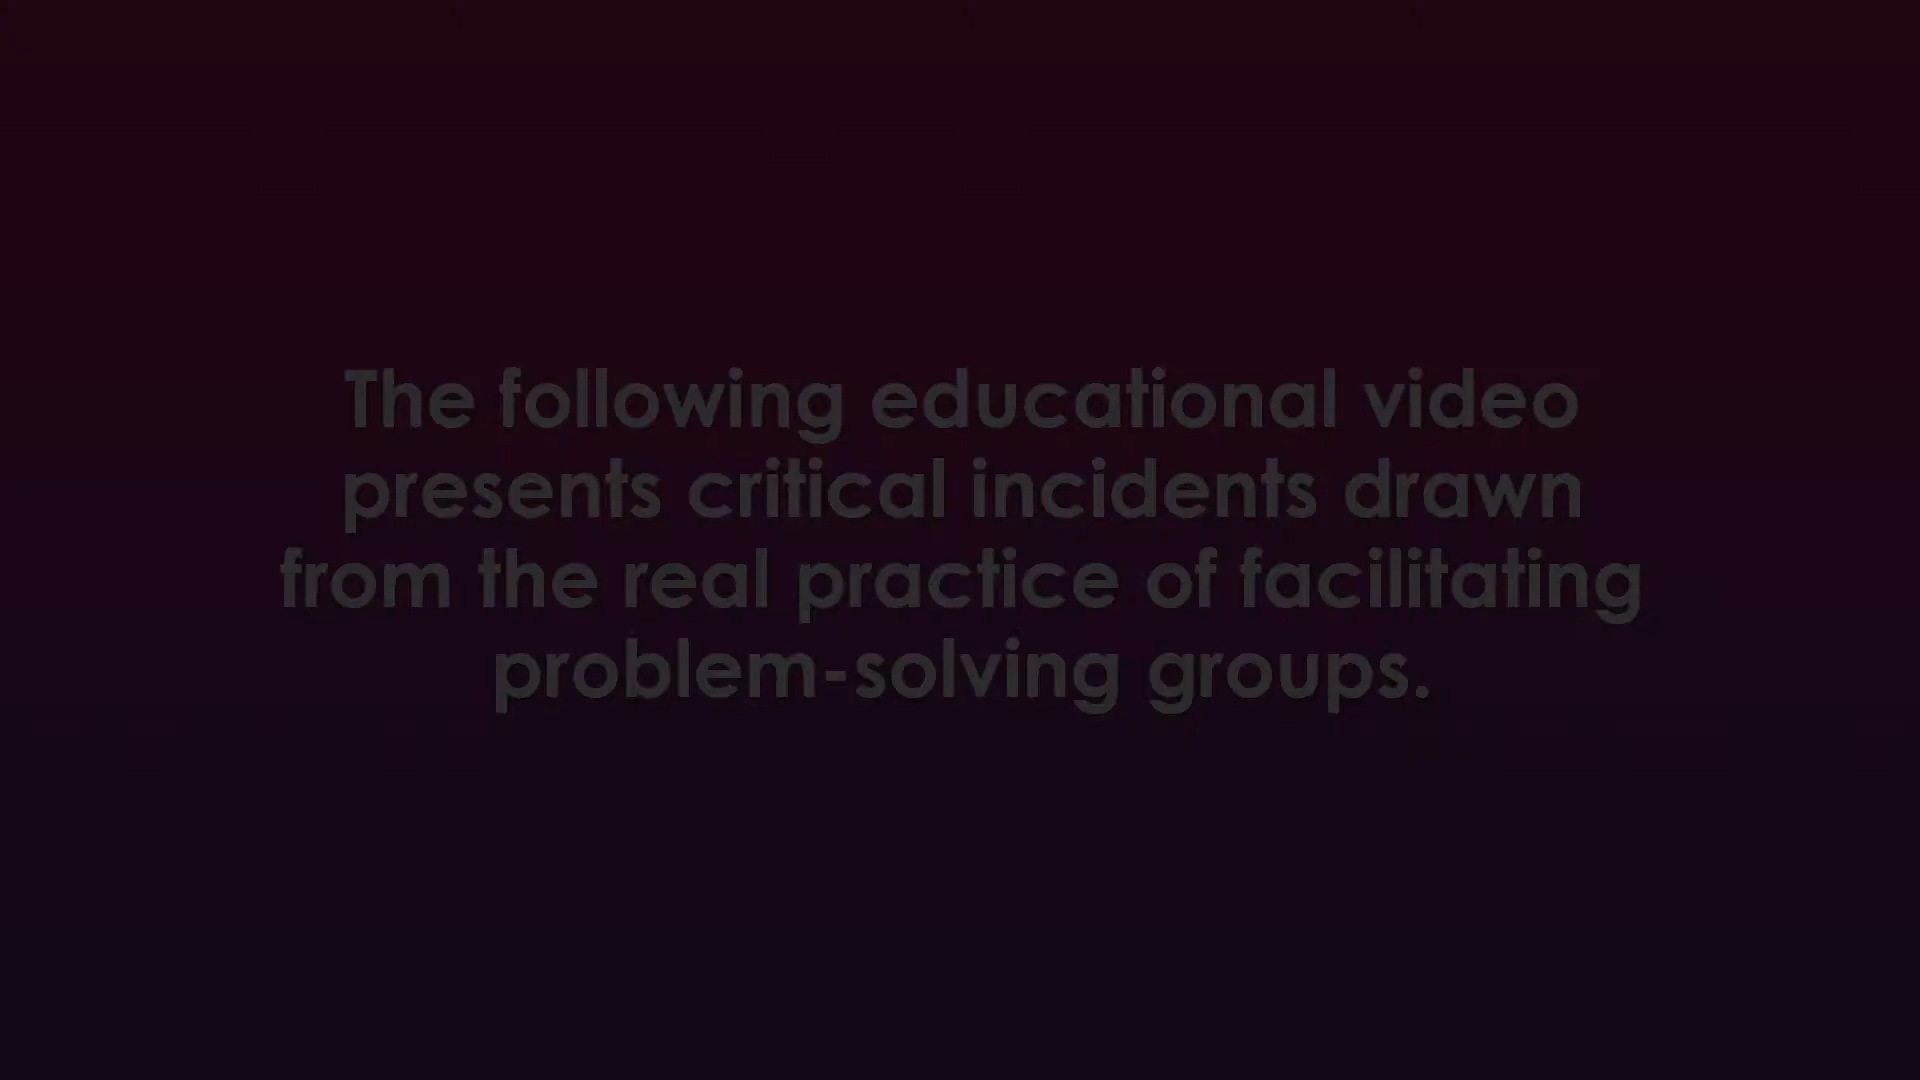 The following educational video
presents critical incidents drawn
from the real practice of facilitating
problem-solving groups.